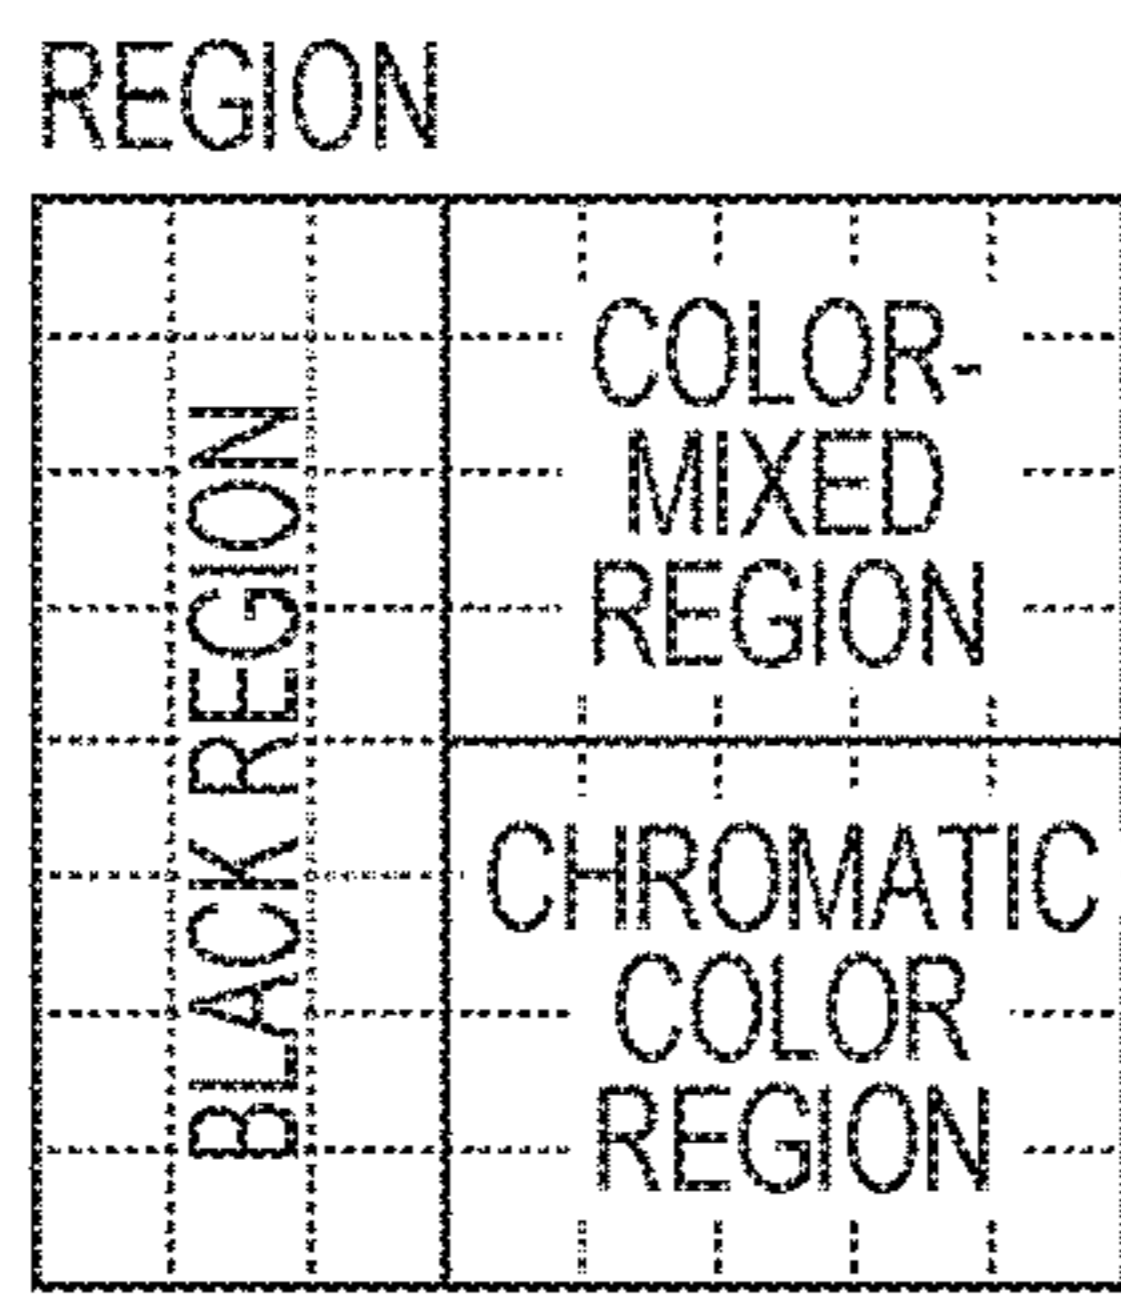 REGION
BLACK REGION
COLOR-
MIXED
REGION
CHROMATIC
COLOR
REGION